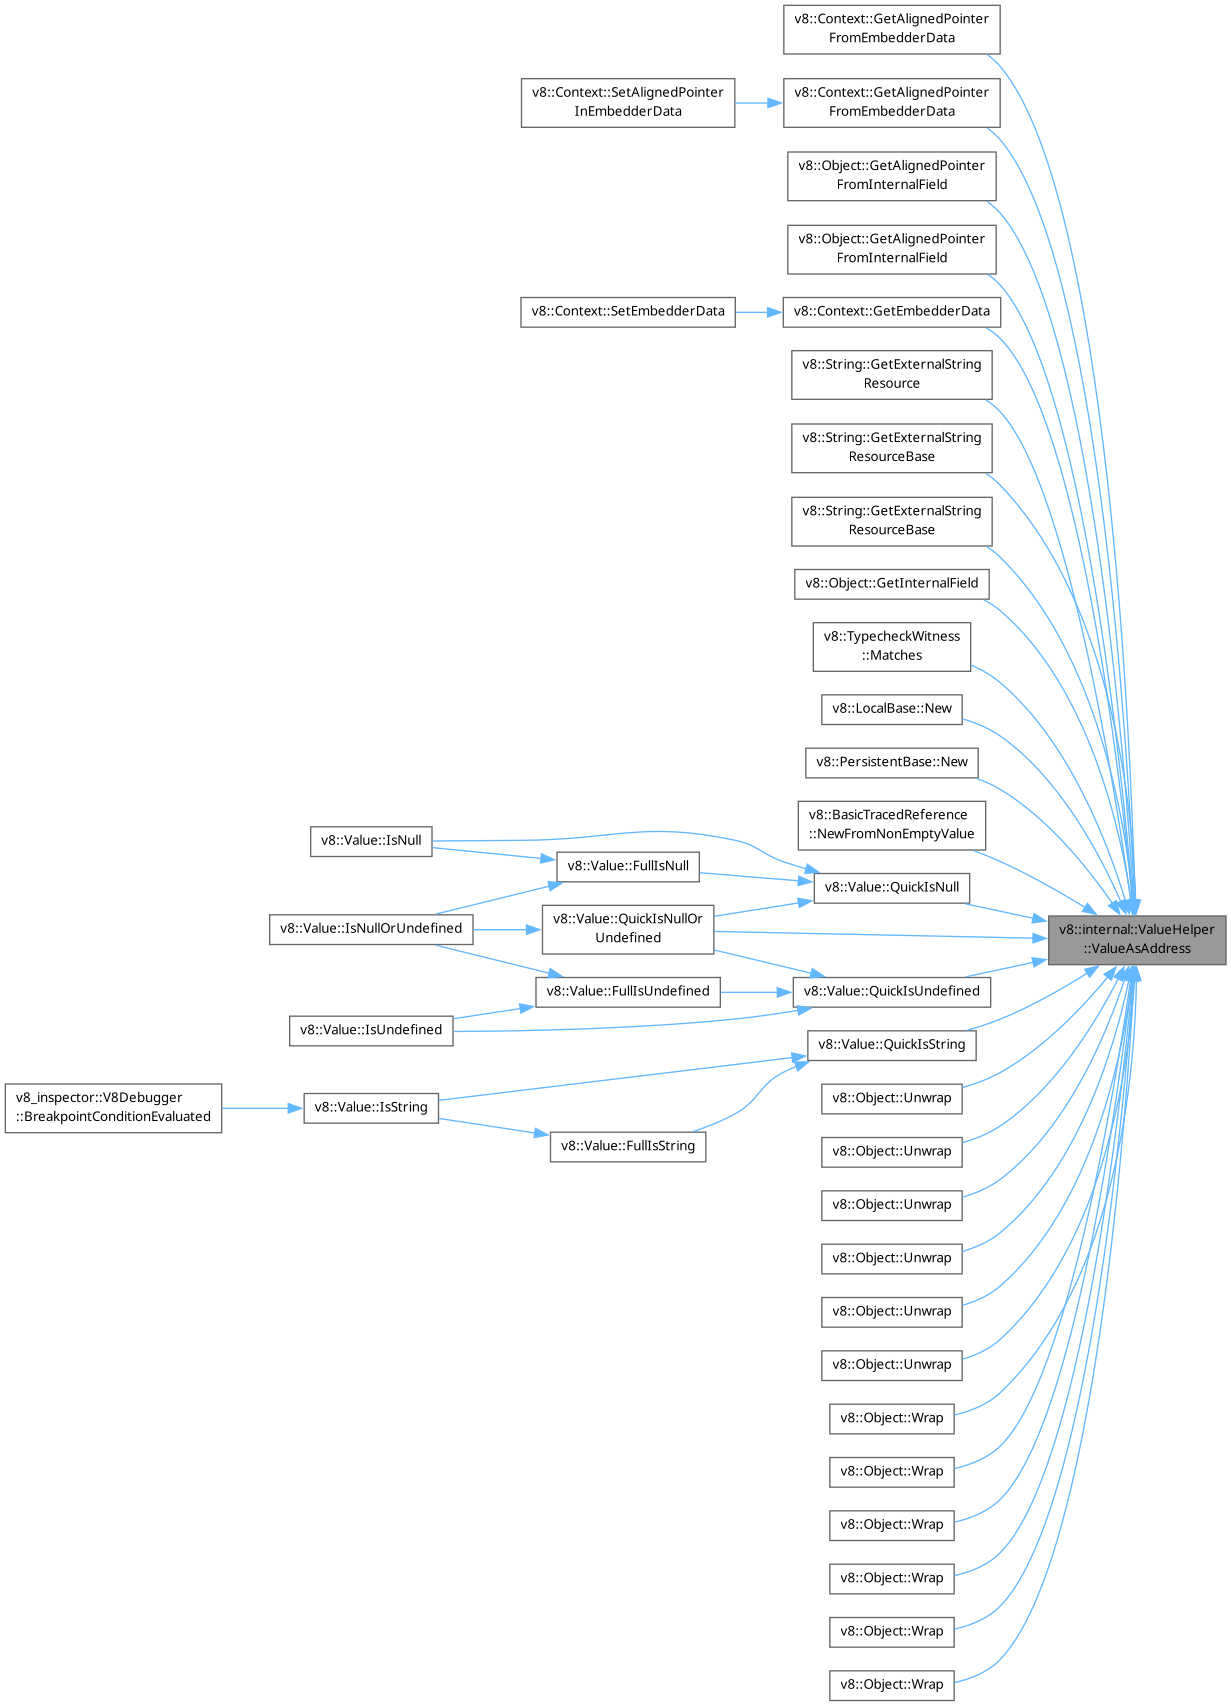 v8::Context::GetAlignedPointer
FromEmbedderData
v8::Context::SetAlignedPointer
InEmbedderData
v8::Context::GetAlignedPointer
FromEmbedderData
v8::Object::GetAlignedPointer
FromInternalField
v8::Object::GetAlignedPointer
FromInternalField
v8::Context::SetEmbedderData
v8::Context::GetEmbedderData
v8::String::GetExternalString
Resource
v8::String::GetExternalString
ResourceBase
v8::String::GetExternalString
ResourceBase
v8::Object::GetInternalField
v8::TypecheckWitness
::Matches
v8::LocalBase::New
v8::PersistentBase::New
v8::BasicTracedReference
::NewFromNonEmptyValue
v8::Value::IsNull
v8::Value::FullIsNull
v8::Value::QuickIsNull
v8::Value::IsNullOrUndefined
v8::Value::QuickIsNullOr
Undefined
v8::internal::ValueHelper
::ValueAsAddress
v8::Value::FullIsUndefined
v8::Value::QuickIsUndefined
v8::Value::IsUndefined
v8::Value::QuickIsString
v8_inspector::V8Debugger
::BreakpointConditionEvaluated
v8::Value::IsString
v8::Value::FullIsString
v8::Object::Unwrap
v8::Object::Unwrap
v8::Object::Unwrap
v8::Object::Unwrap
v8::Object::Unwrap
v8::Object::Unwrap
v8::Object::Wrap
v8::Object::Wrap
v8::Object::Wrap
v8::Object::Wrap
v8::Object::Wrap
v8::Object::Wrap